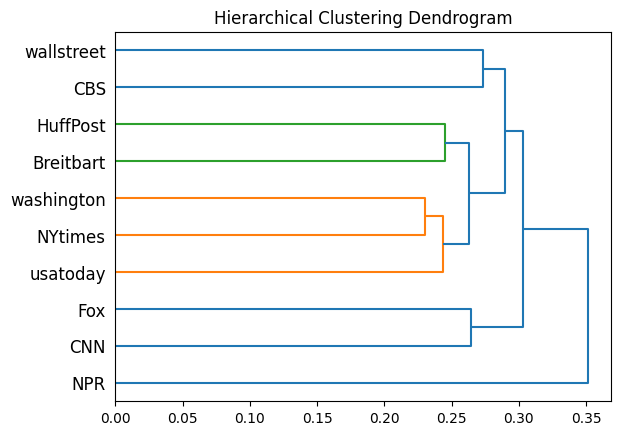 Hierarchical Clustering Dendrogram
wallstreet
CBS
HuffPost
Breitbart
washington
NYtimes
usatoday
Fox
CNN
NPR
0.00 0.05 0.10 0.15 0.20 0.25 0.30 0.35